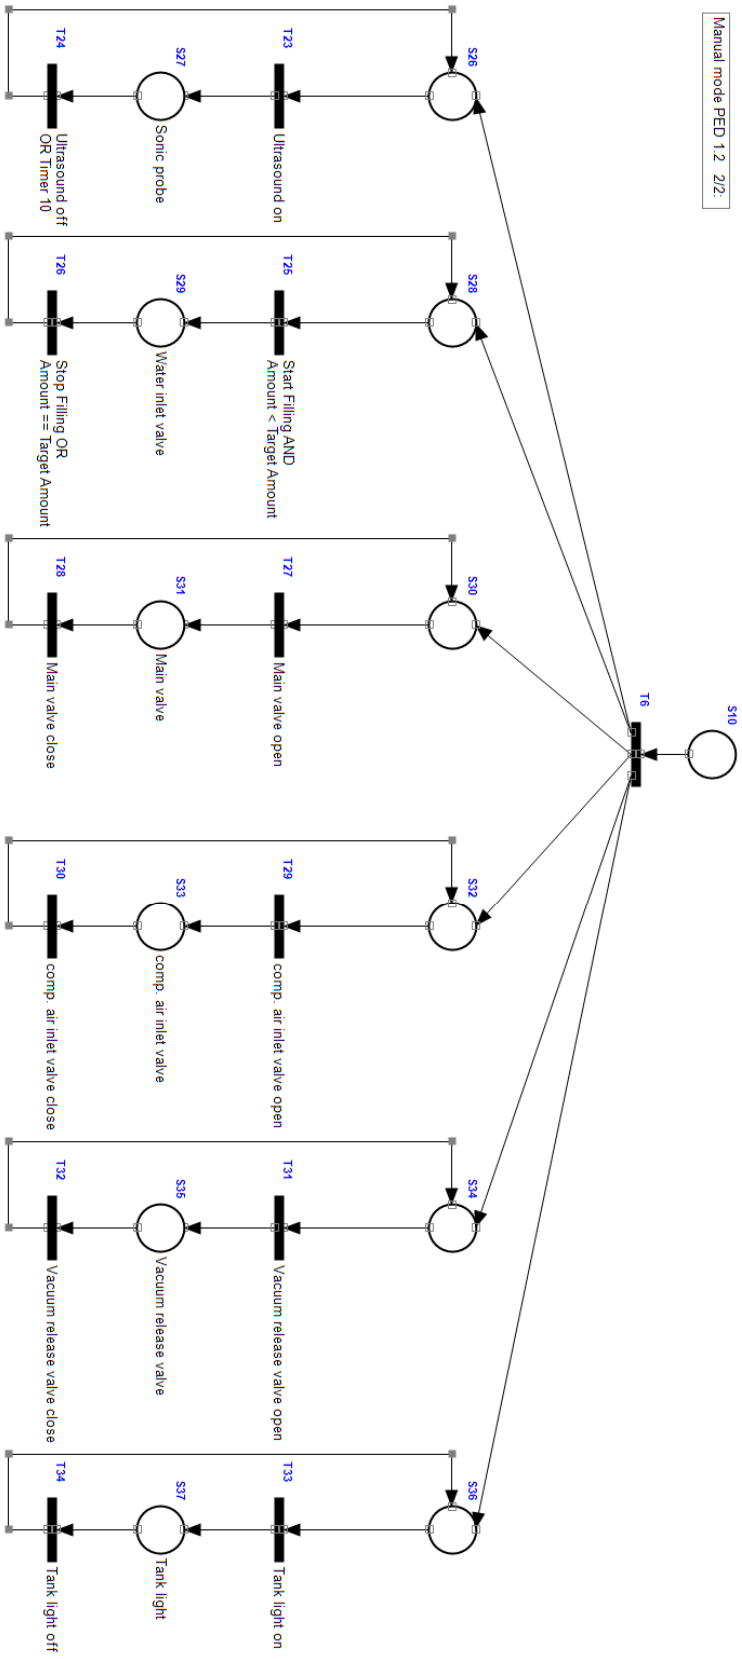 Manual mode PED 1.2 2/2:
S10
T6
S26
S28
S30
S32
S34
S36
T23
Ultrasound on
T25
Start Filling AND
Amount < Target Amount
T27
Main valve open
T29
comp. air inlet valve open
T31
Vacuum release valve open
T33
Tank light on
S27
Sonic probe
S29
Water inlet valve
S31
Main valve
S33
comp. air inlet valve
S35
Vacuum release valve
S37
Tank light
T24
Ultrasound off
OR Timer 10
T26
Stop Filling OR
Amount == Target Amount
T28
Main valve close
T30
comp. air inlet valve close
T32
Vacuum release valve close
T34
Tank light off